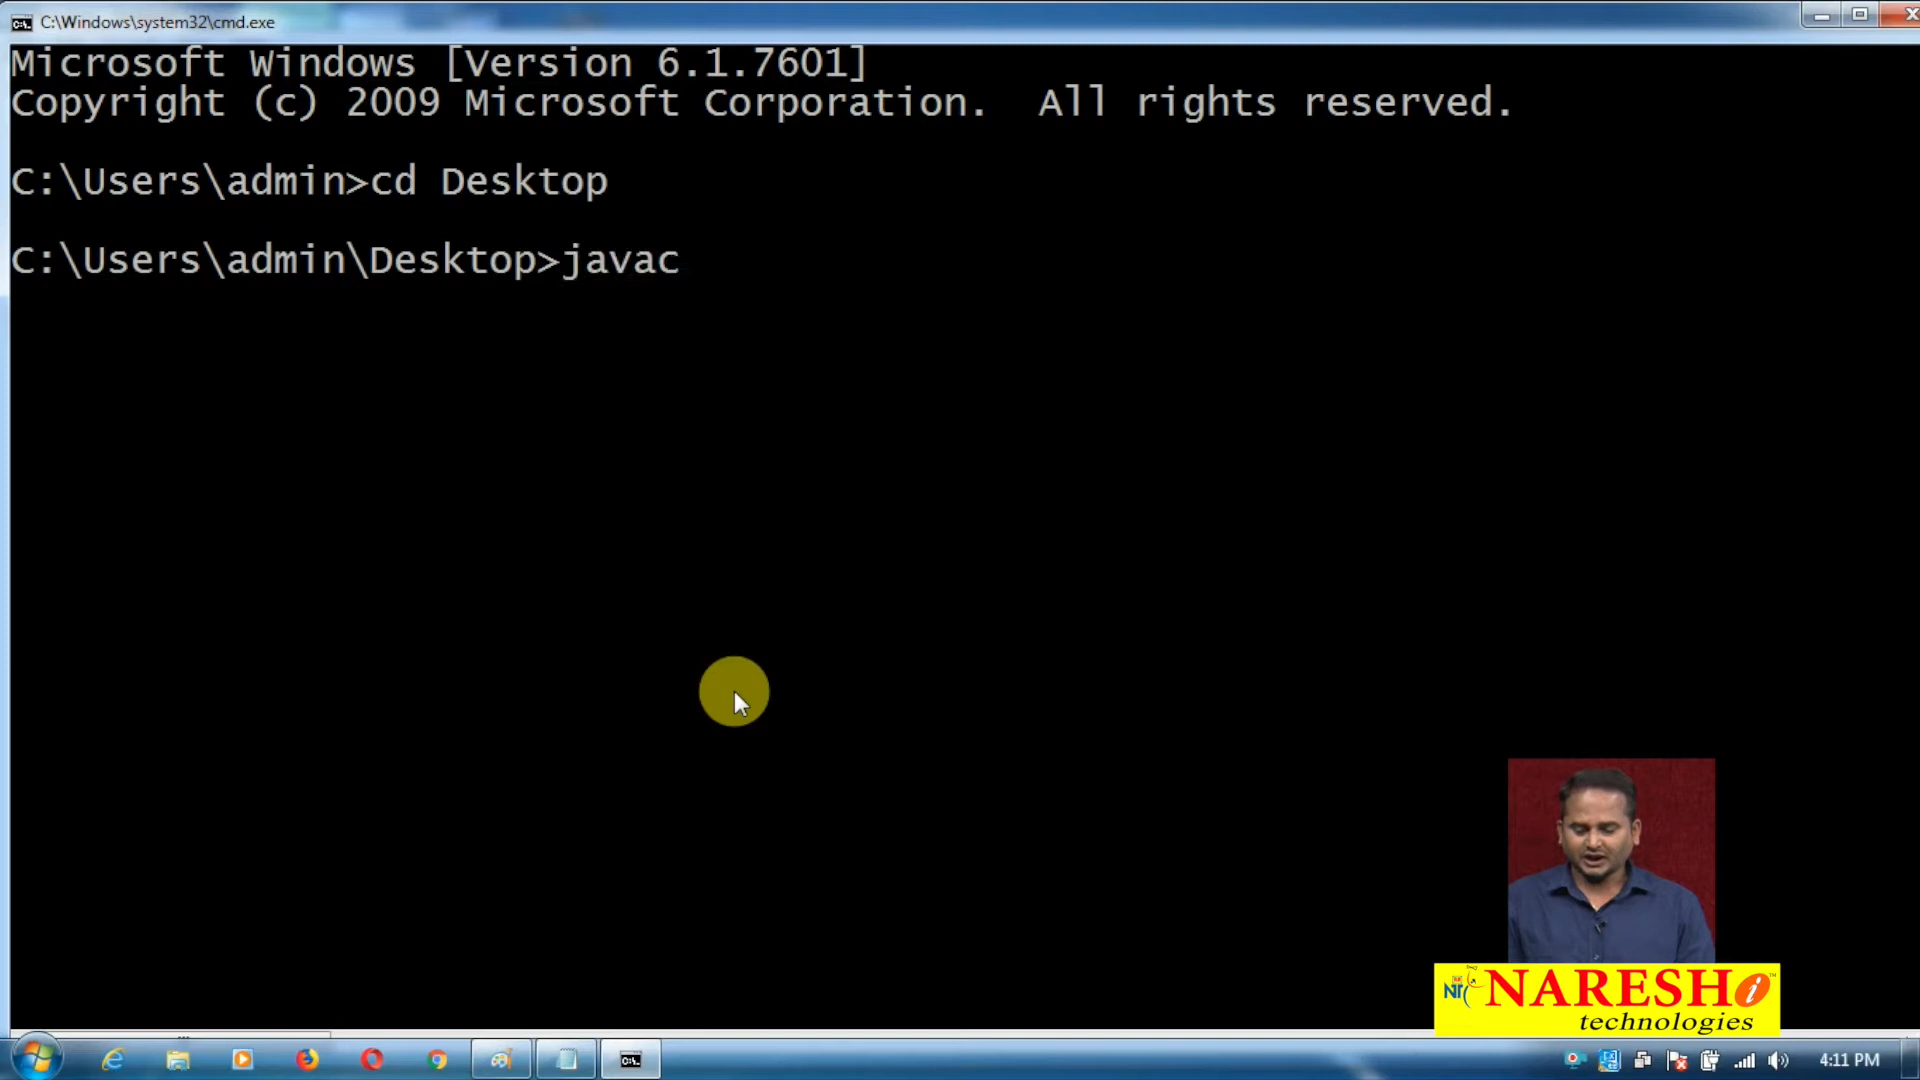 C:\Windows\system32\cmd.exe
Microsoft Windows [Version 6.1.7601]
Copyright (c) 2009 Microsoft Corporation.  All rights reserved.
C:\Users\admin>cd Desktop
C:\Users\admin\Desktop>javac
NARESH i
technologies
4:11 PM